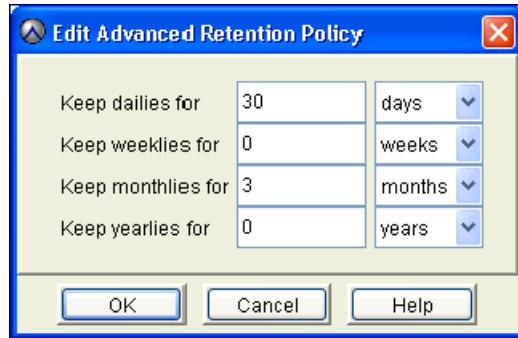 Edit Advanced Retention Policy
Keep dailies for 30 days
Keep weeklies for 0 weeks
Keep monthlies for 3 months
Keep yearlies for 0 years
OK Cancel Help